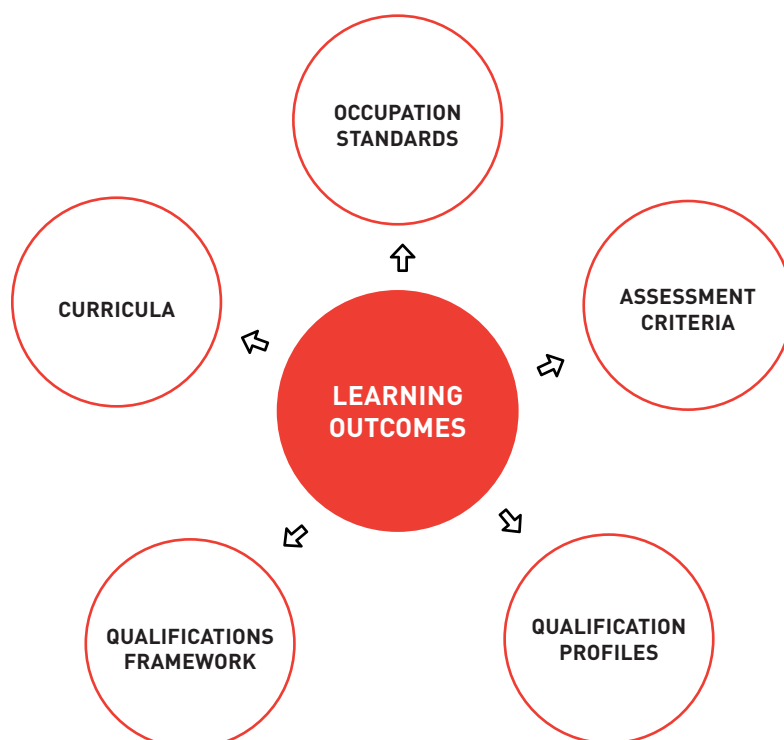 OCCUPATION
STANDARDS
CURRICULA
ASSESSMENT
CRITERIA
LEARNING
OUTCOMES
QUALIFICATIONS
FRAMEWORK
QUALIFICATION
PROFILES